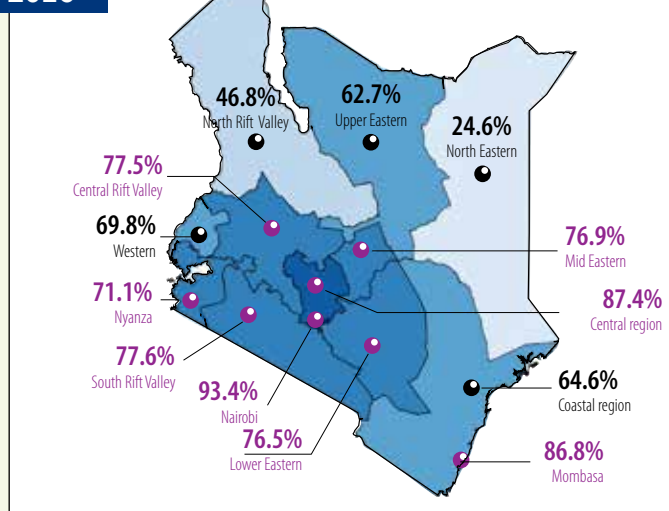 46.8%
North Rift Valley
62.7%
Upper Eastern
24.6%
North Eastern
77.5%
Central Rift Valley
69.8%
Western
76.9%
Mid Eastern
71.1%
Nyanza
87.4%
Central region
77.6%
South Rift Valley
93.4%
Nairobi
64.6%
Coastal region
76.5%
Lower Eastern
86.8%
Mombasa